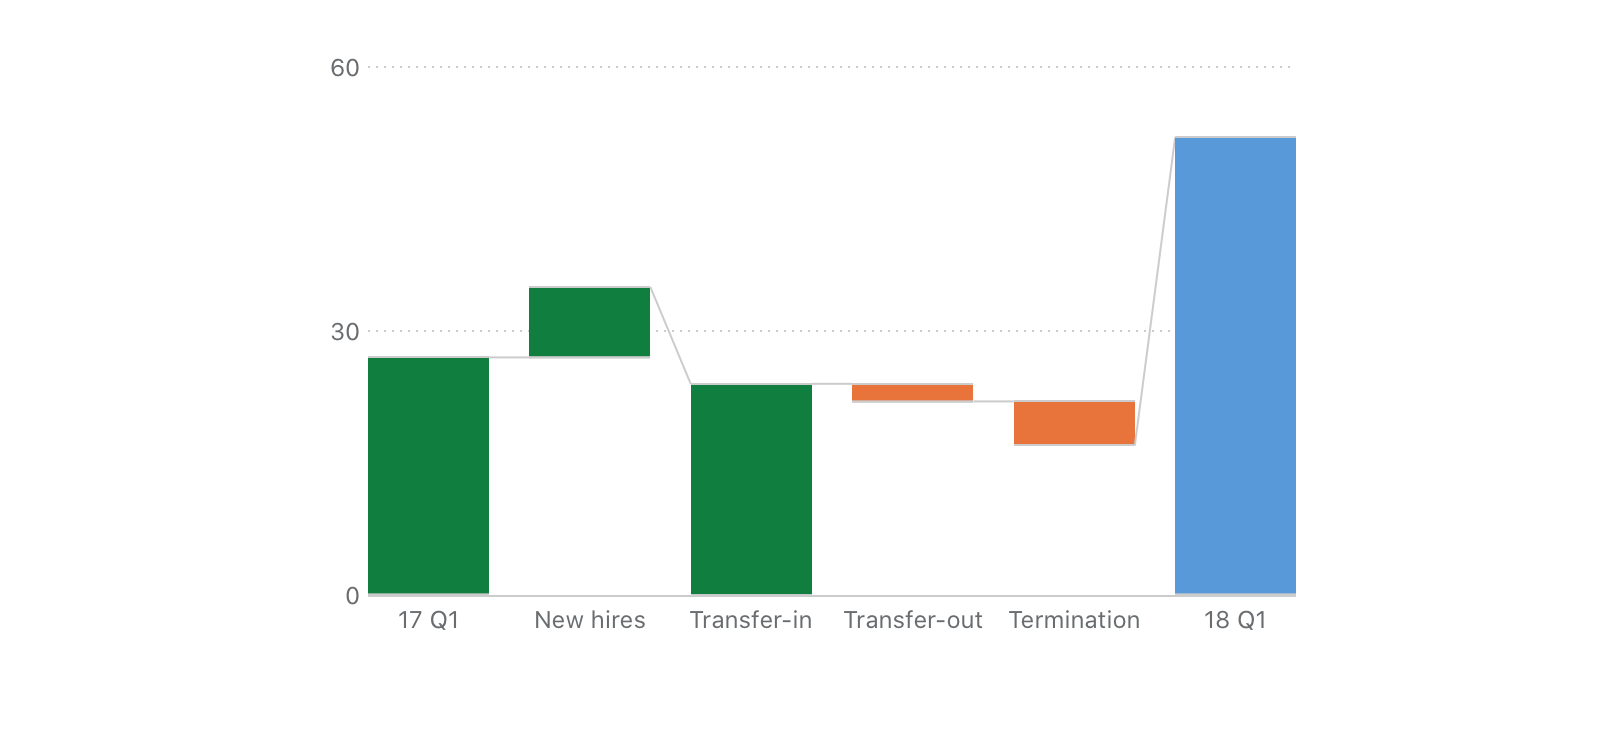 60
30
0
17 Q1
New hires
Transfer-in
Transfer-out
Termination
18 Q1